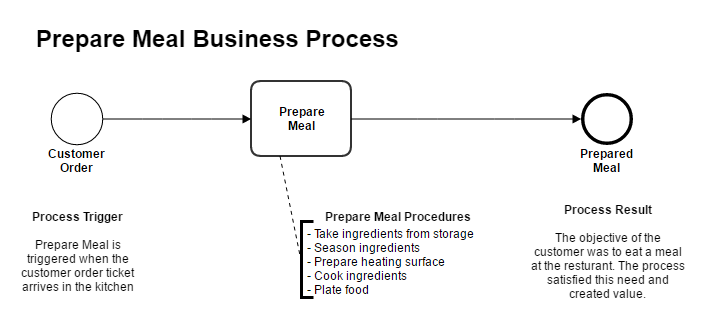 Prepare Meal Business Process
Prepare
Meal
Customer
Order
Prepared
Meal
Process Trigger
Prepare Meal is
triggered when the
customer order ticket
arrives in the kitchen
Prepare Meal Procedures
- Take ingredients from storage
- Season ingredients
- Prepare heating surface
- Cook ingredients
- Plate food
Process Result
The objective of the
customer was to eat a meal
at the resturant. The process
satisfied this need and
created value.